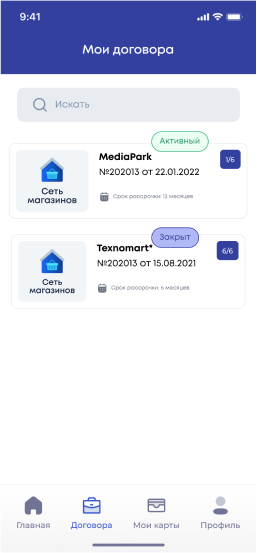 9:41
Мои договора
Искать
Активный
MediaPark
1/6
№202013 от 22.01.2022
Сеть
магазинов
Срок рассрочки: 12 месяцев
Закрыт
Texnomart*
6/6
№202013 от 15.08.2021
Сеть
магазинов
Срок рассрочки: 6 месяцев
Главная
Договора
Мои карты
Профиль